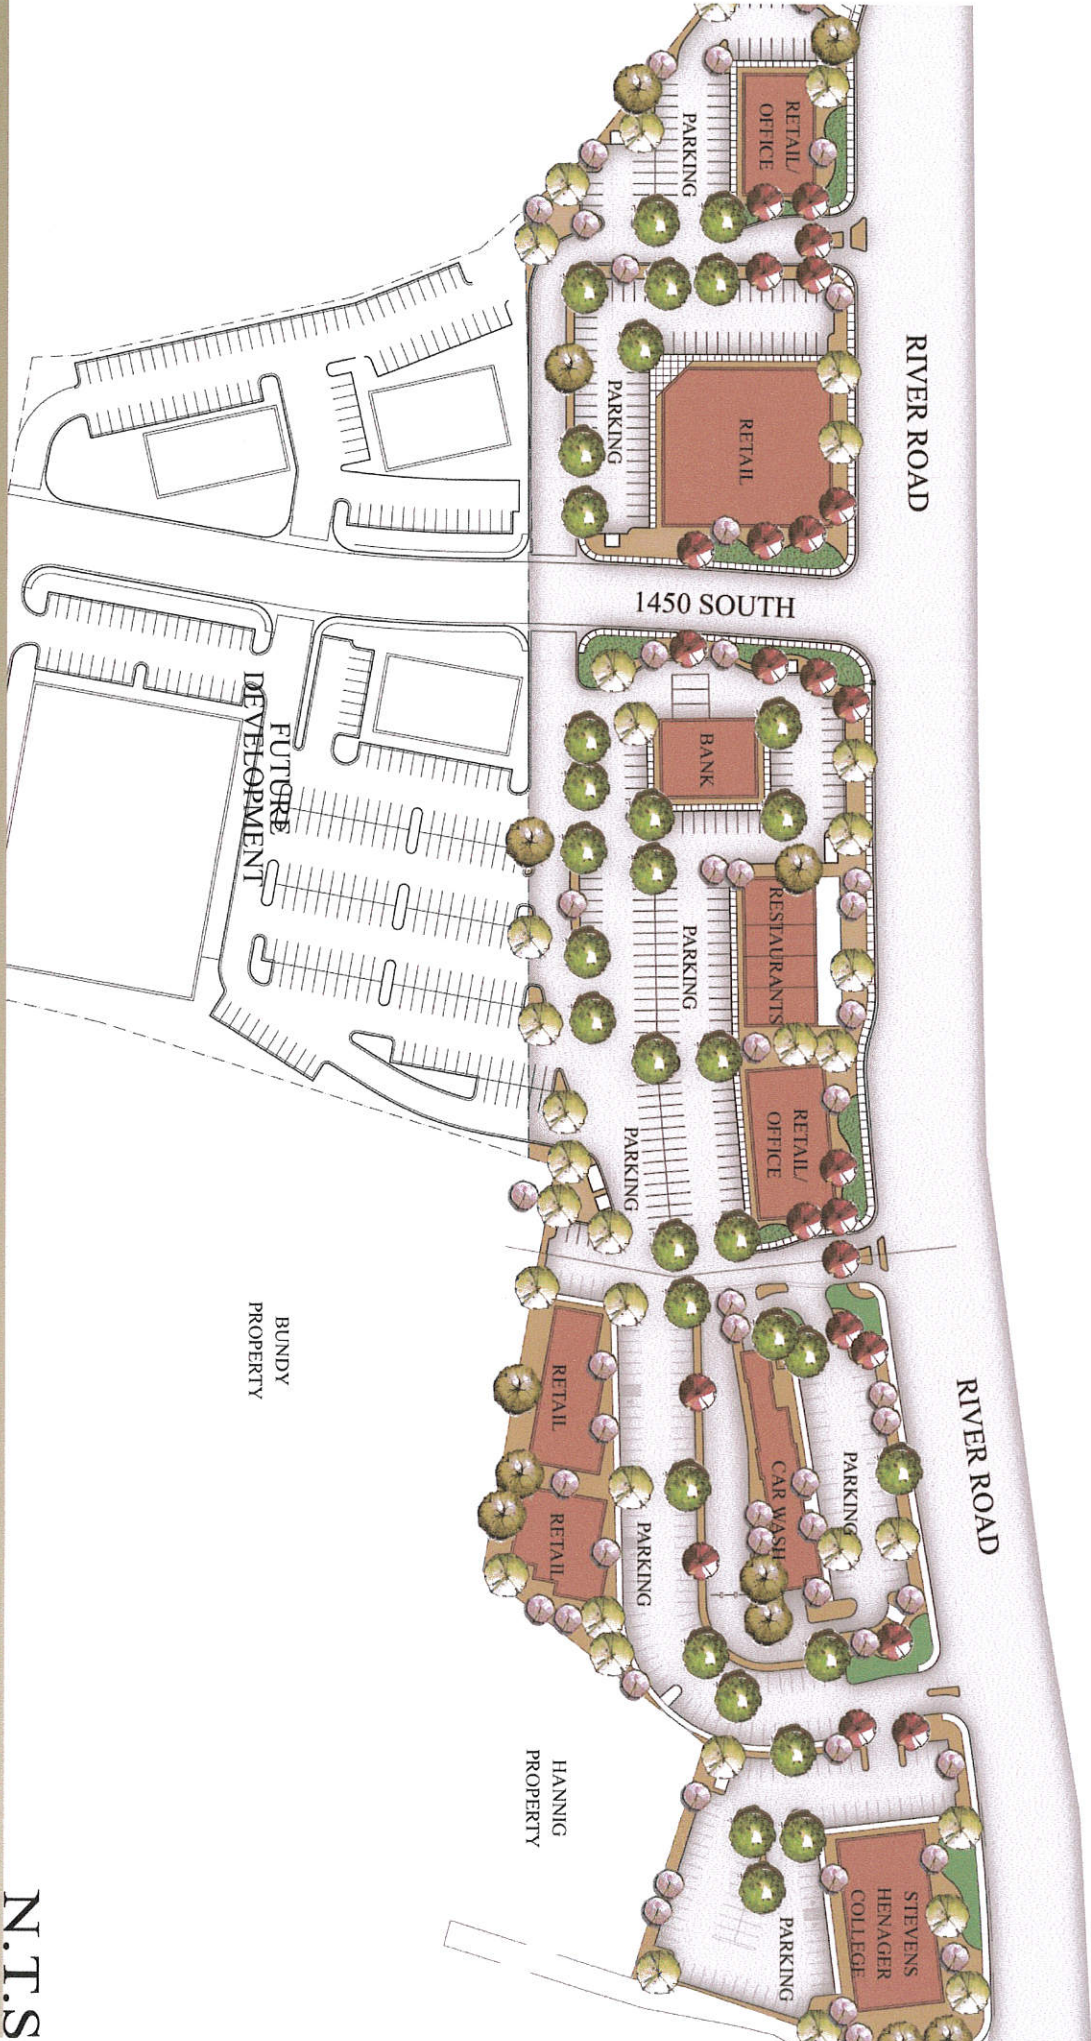 RETAIL/
OFFICE
PARKING
RIVER ROAD
RETAIL
PARKING
1450 SOUTH
BANK
FUTURE
DEVELOPMENT
RESTAURANTS
PARKING
RETAIL/
OFFICE
PARKING
BUNDY
PROPERTY
RETAIL
RETAIL
PARKING
CAR WASH
PARKING
RIVER ROAD
HANNIG
PROPERTY
STEVENS
HENAGER
COLLEGE
PARKING
N.T.S